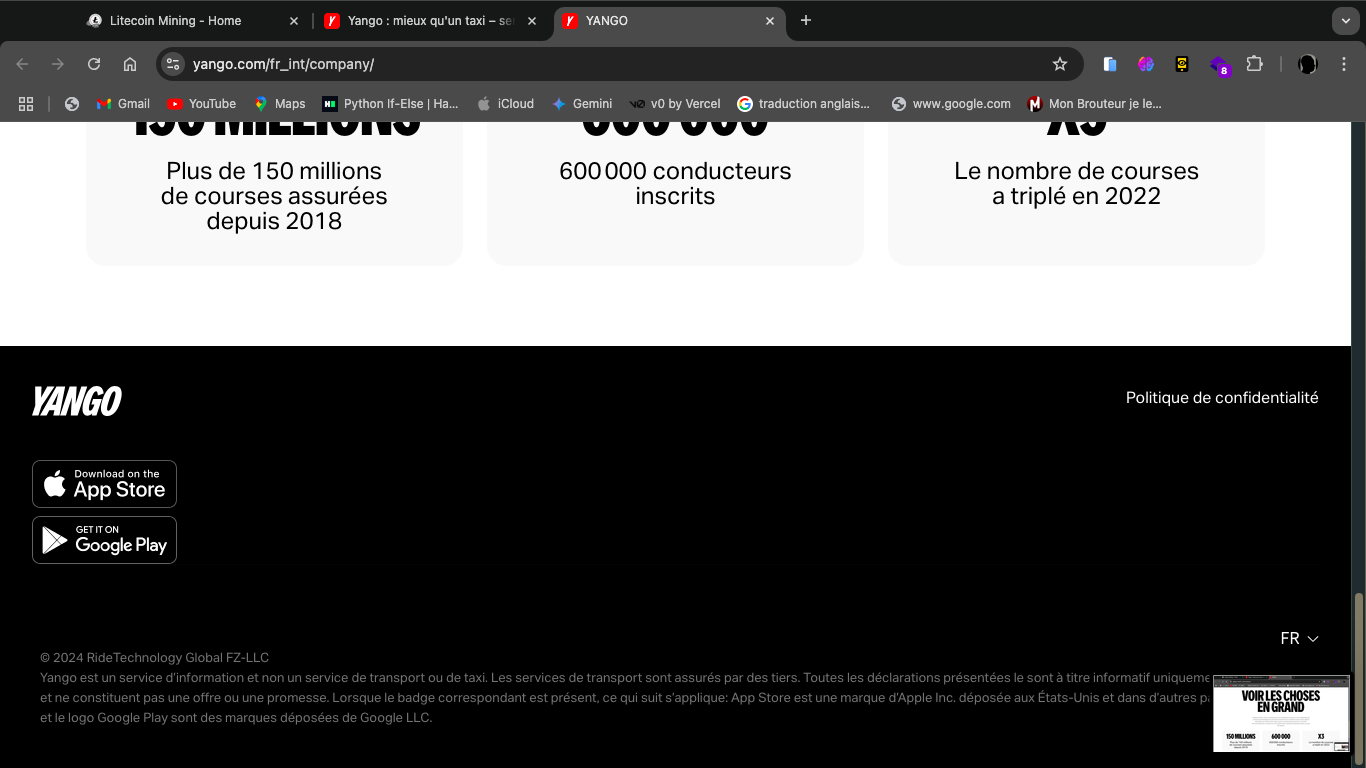 Litecoin Mining - Home
Yango : mieux qu'un taxi – se
YANGO
yango.com/fr_int/company/
8
Gmail
YouTube
Maps
Python If-Else | Ha...
iCloud
Gemini
v0 by Vercel
traduction anglais...
www.google.com
Mon Brouteur je le...
150 MILLIONS
600 000
X3
Plus de 150 millions
de courses assurées
depuis 2018
600 000 conducteurs
inscrits
Le nombre de courses
a triplé en 2022
YANGO
Politique de confidentialité
Download on the
App Store
GET IT ON
Google Play
FR
© 2024 RideTechnology Global FZ-LLC
Yango est un service d'information et non un service de transport ou de taxi. Les services de transport sont assurés par des tiers. Toutes les déclarations présentées le sont à titre informatif uniqueme
et ne constituent pas une offre ou une promesse. Lorsque le badge correspondant est présent, ce qui suit s'applique: App Store est une marque d'Apple Inc. déposée aux États-Unis et dans d'autres pa
et le logo Google Play sont des marques déposées de Google LLC.
VOIR LES CHOSES
EN GRAND
150 MILLIONS
600 000
X3